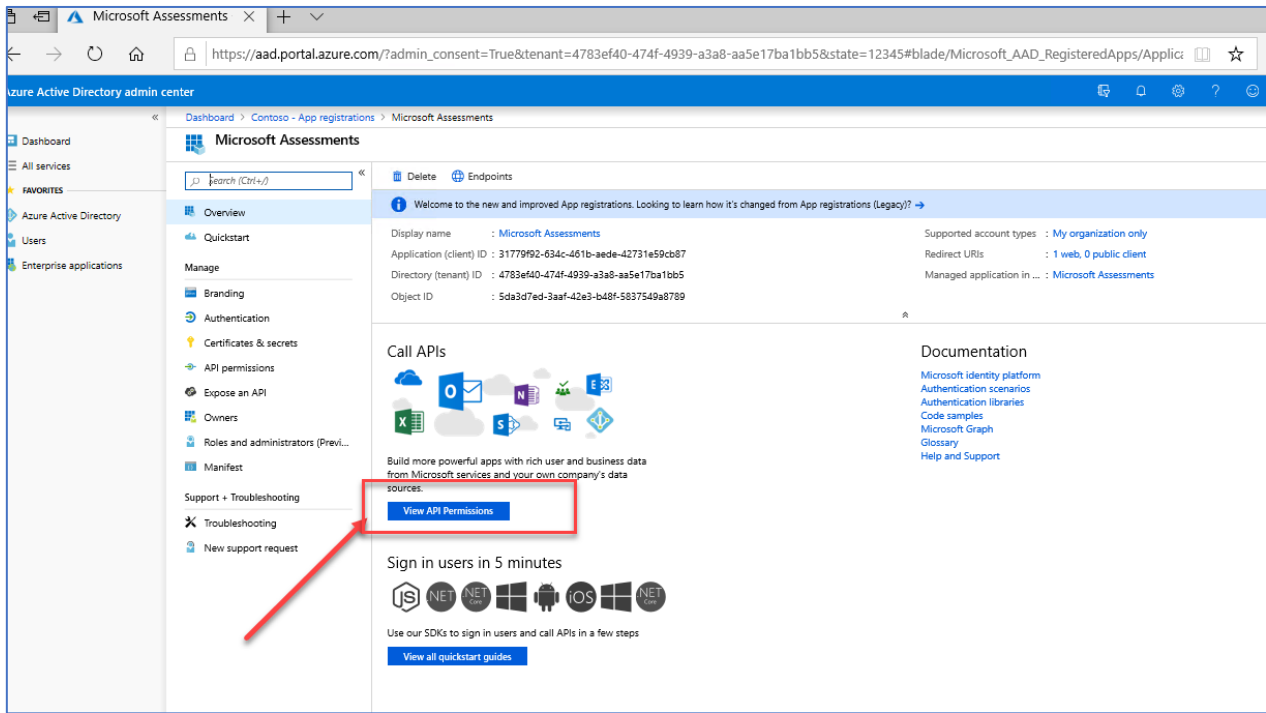 Microsoft Assessments
https://aad.portal.azure.com/?admin_consent=True&tenant=4783ef40-474f-4939-a3a8-aa5e17ba1bb5&state=12345#blade/Microsoft_AAD_RegisteredApps/Applica
Azure Active Directory admin center
«
Dashboard > Contoso - App registrations > Microsoft Assessments
Dashboard
All services
FAVORITES
Azure Active Directory
Users
Enterprise applications
Microsoft Assessments
Search (Ctrl+/)
«
Overview
Quickstart
Manage
Branding
Authentication
Certificates & secrets
API permissions
Expose an API
Owners
Roles and administrators (Previ...
Manifest
Support + Troubleshooting
Troubleshooting
New support request
Delete Endpoints
Welcome to the new and improved App registrations. Looking to learn how it's changed from App registrations (Legacy)? →
Display name : Microsoft Assessments
Application (client) ID : 31779f92-634c-461b-aede-42731e59cb87
Directory (tenant) ID : 4783ef40-474f-4939-a3a8-aa5e17ba1bb5
Object ID : 5da3d7ed-3aaf-42e3-b48f-5837549a8789
Supported account types : My organization only
Redirect URIs : 1 web, 0 public client
Managed application in ... : Microsoft Assessments
Call APIs
Build more powerful apps with rich user and business data
from Microsoft services and your own company's data
sources.
View API Permissions
Sign in users in 5 minutes
JS .NET .NET Core iOS .NET Core
Use our SDKs to sign in users and call APIs in a few steps
View all quickstart guides
Documentation
Microsoft identity platform
Authentication scenarios
Authentication libraries
Code samples
Microsoft Graph
Glossary
Help and Support